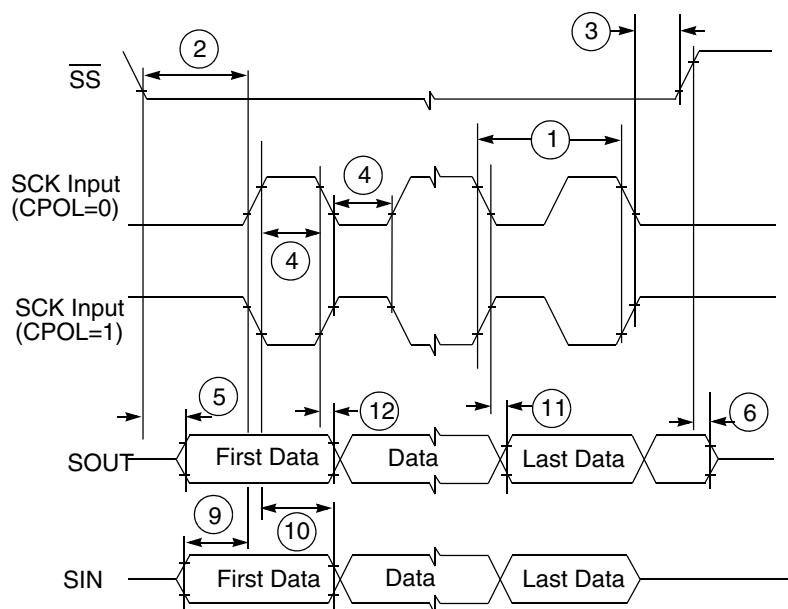 3
2
SS
1
SCK Input
(CPOL=0)
4
4
SCK Input
(CPOL=1)
5
12
11
6
SOUT
First Data
Data
Last Data
9
10
SIN
First Data
Data
Last Data